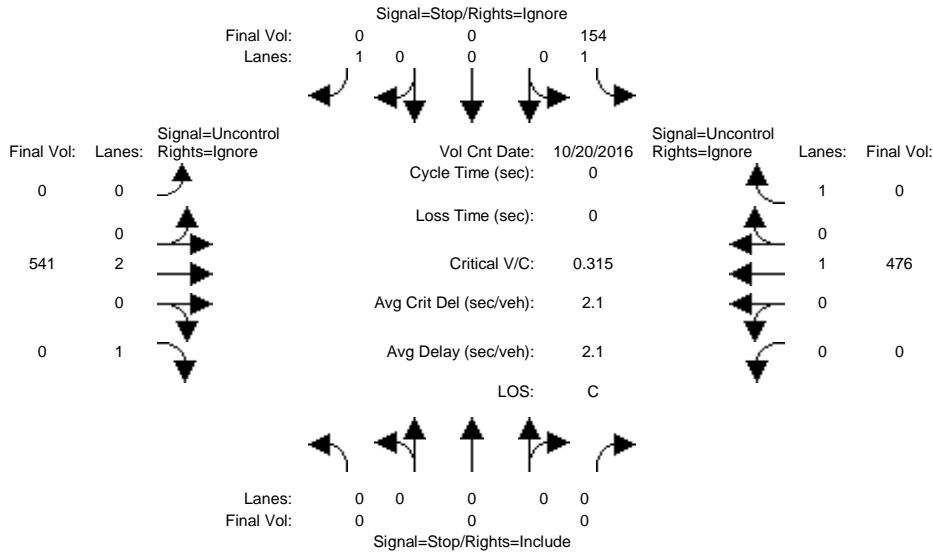 Signal=Stop/Rights=Ignore
Final Vol: 0 0 154
Lanes: 1 0 0 0 1
Signal=Uncontrol Signal=Uncontrol
Final Vol: Lanes: Rights=Ignore Vol Cnt Date: 10/20/2016 Rights=Ignore Lanes: Final Vol:
Cycle Time (sec): 0
0 0 1 0
Loss Time (sec): 0
0 0
541 2 Critical V/C: 0.315 1 476
0 Avg Crit Del (sec/veh): 2.1 0
0 1 Avg Delay (sec/veh): 2.1 0 0
LOS: C
Lanes: 0 0 0 0 0
Final Vol: 0 0 0
Signal=Stop/Rights=Include